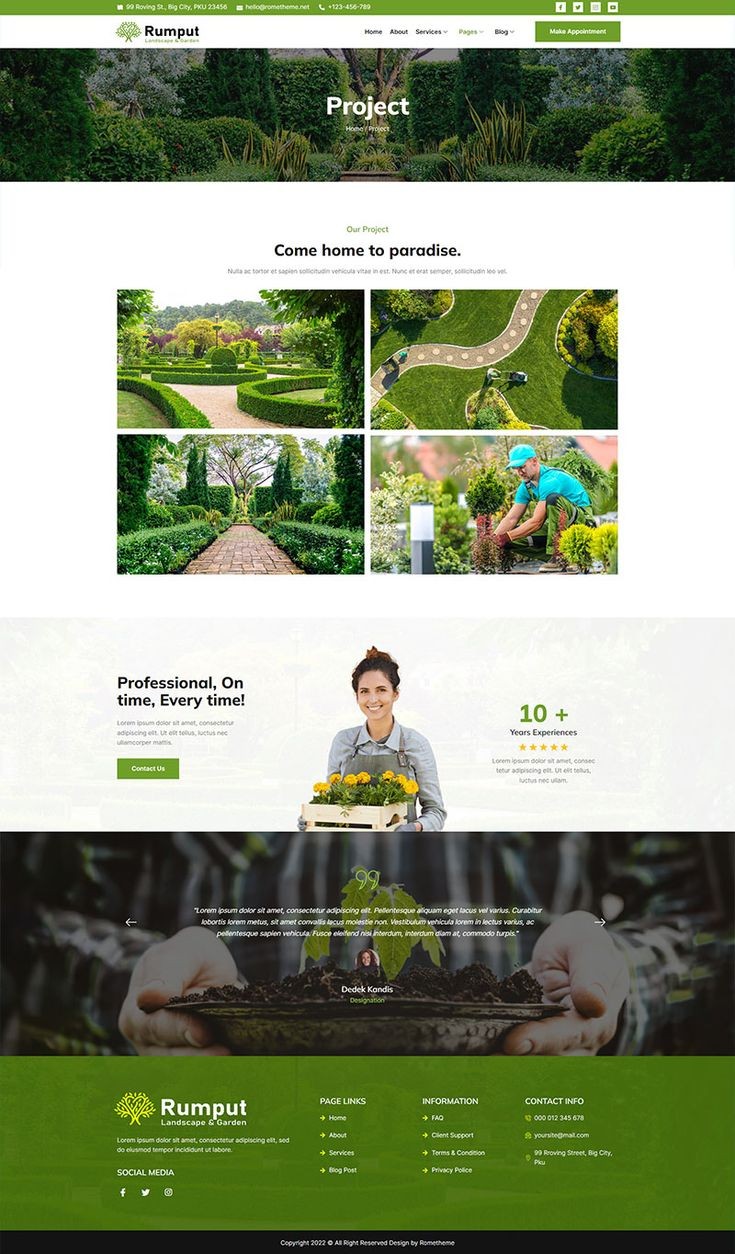 99 Roving St., Big City, PKU 23456 hello@rometheme.net +123-456-789
Rumput
Landscape & Garden
Home About Services Pages Blog Make Appointment
Project
Home / Project
Our Project
Come home to paradise.
Nulla ac tortor et sapien sollicitudin vehicula vitae in est. Nunc et erat semper, sollicitudin leo vel.
Professional, On
time, Every time!
Lorem ipsum dolor sit amet, consectetur
adipiscing elit. Ut elit tellus, luctus nec
ullamcorper mattis.
Contact Us
10 +
Years Experiences
Lorem ipsum dolor sit amet, consec
tetur adipiscing elit. Ut elit tellus,
luctus nec ullam.
"Lorem ipsum dolor sit amet, consectetur adipiscing elit. Pellentesque aliquam eget lacus vel varius. Curabitur
lobortis lorem metus, sit amet convallis lacus molestie non. Vestibulum viverra lectus in lectus varius, ac
pellentesque sapien vehicula. Fusce eleifend nisi interdum, interdum diam at, commodo turpis."
Dedek Kandis
Designation
Rumput
Landscape & Garden
Lorem ipsum dolor sit amet, consectetur adipiscing elit, sed
do eiusmod tempor incididunt ut labore.
SOCIAL MEDIA
PAGE LINKS
Home
About
Services
Blog Post
INFORMATION
FAQ
Client Support
Terms & Condition
Privacy Police
CONTACT INFO
000 012 345 678
yoursite@mail.com
99 Rroving Street, Big City,
Pku
Copyright 2022 © All Right Reserved Design by Rometheme